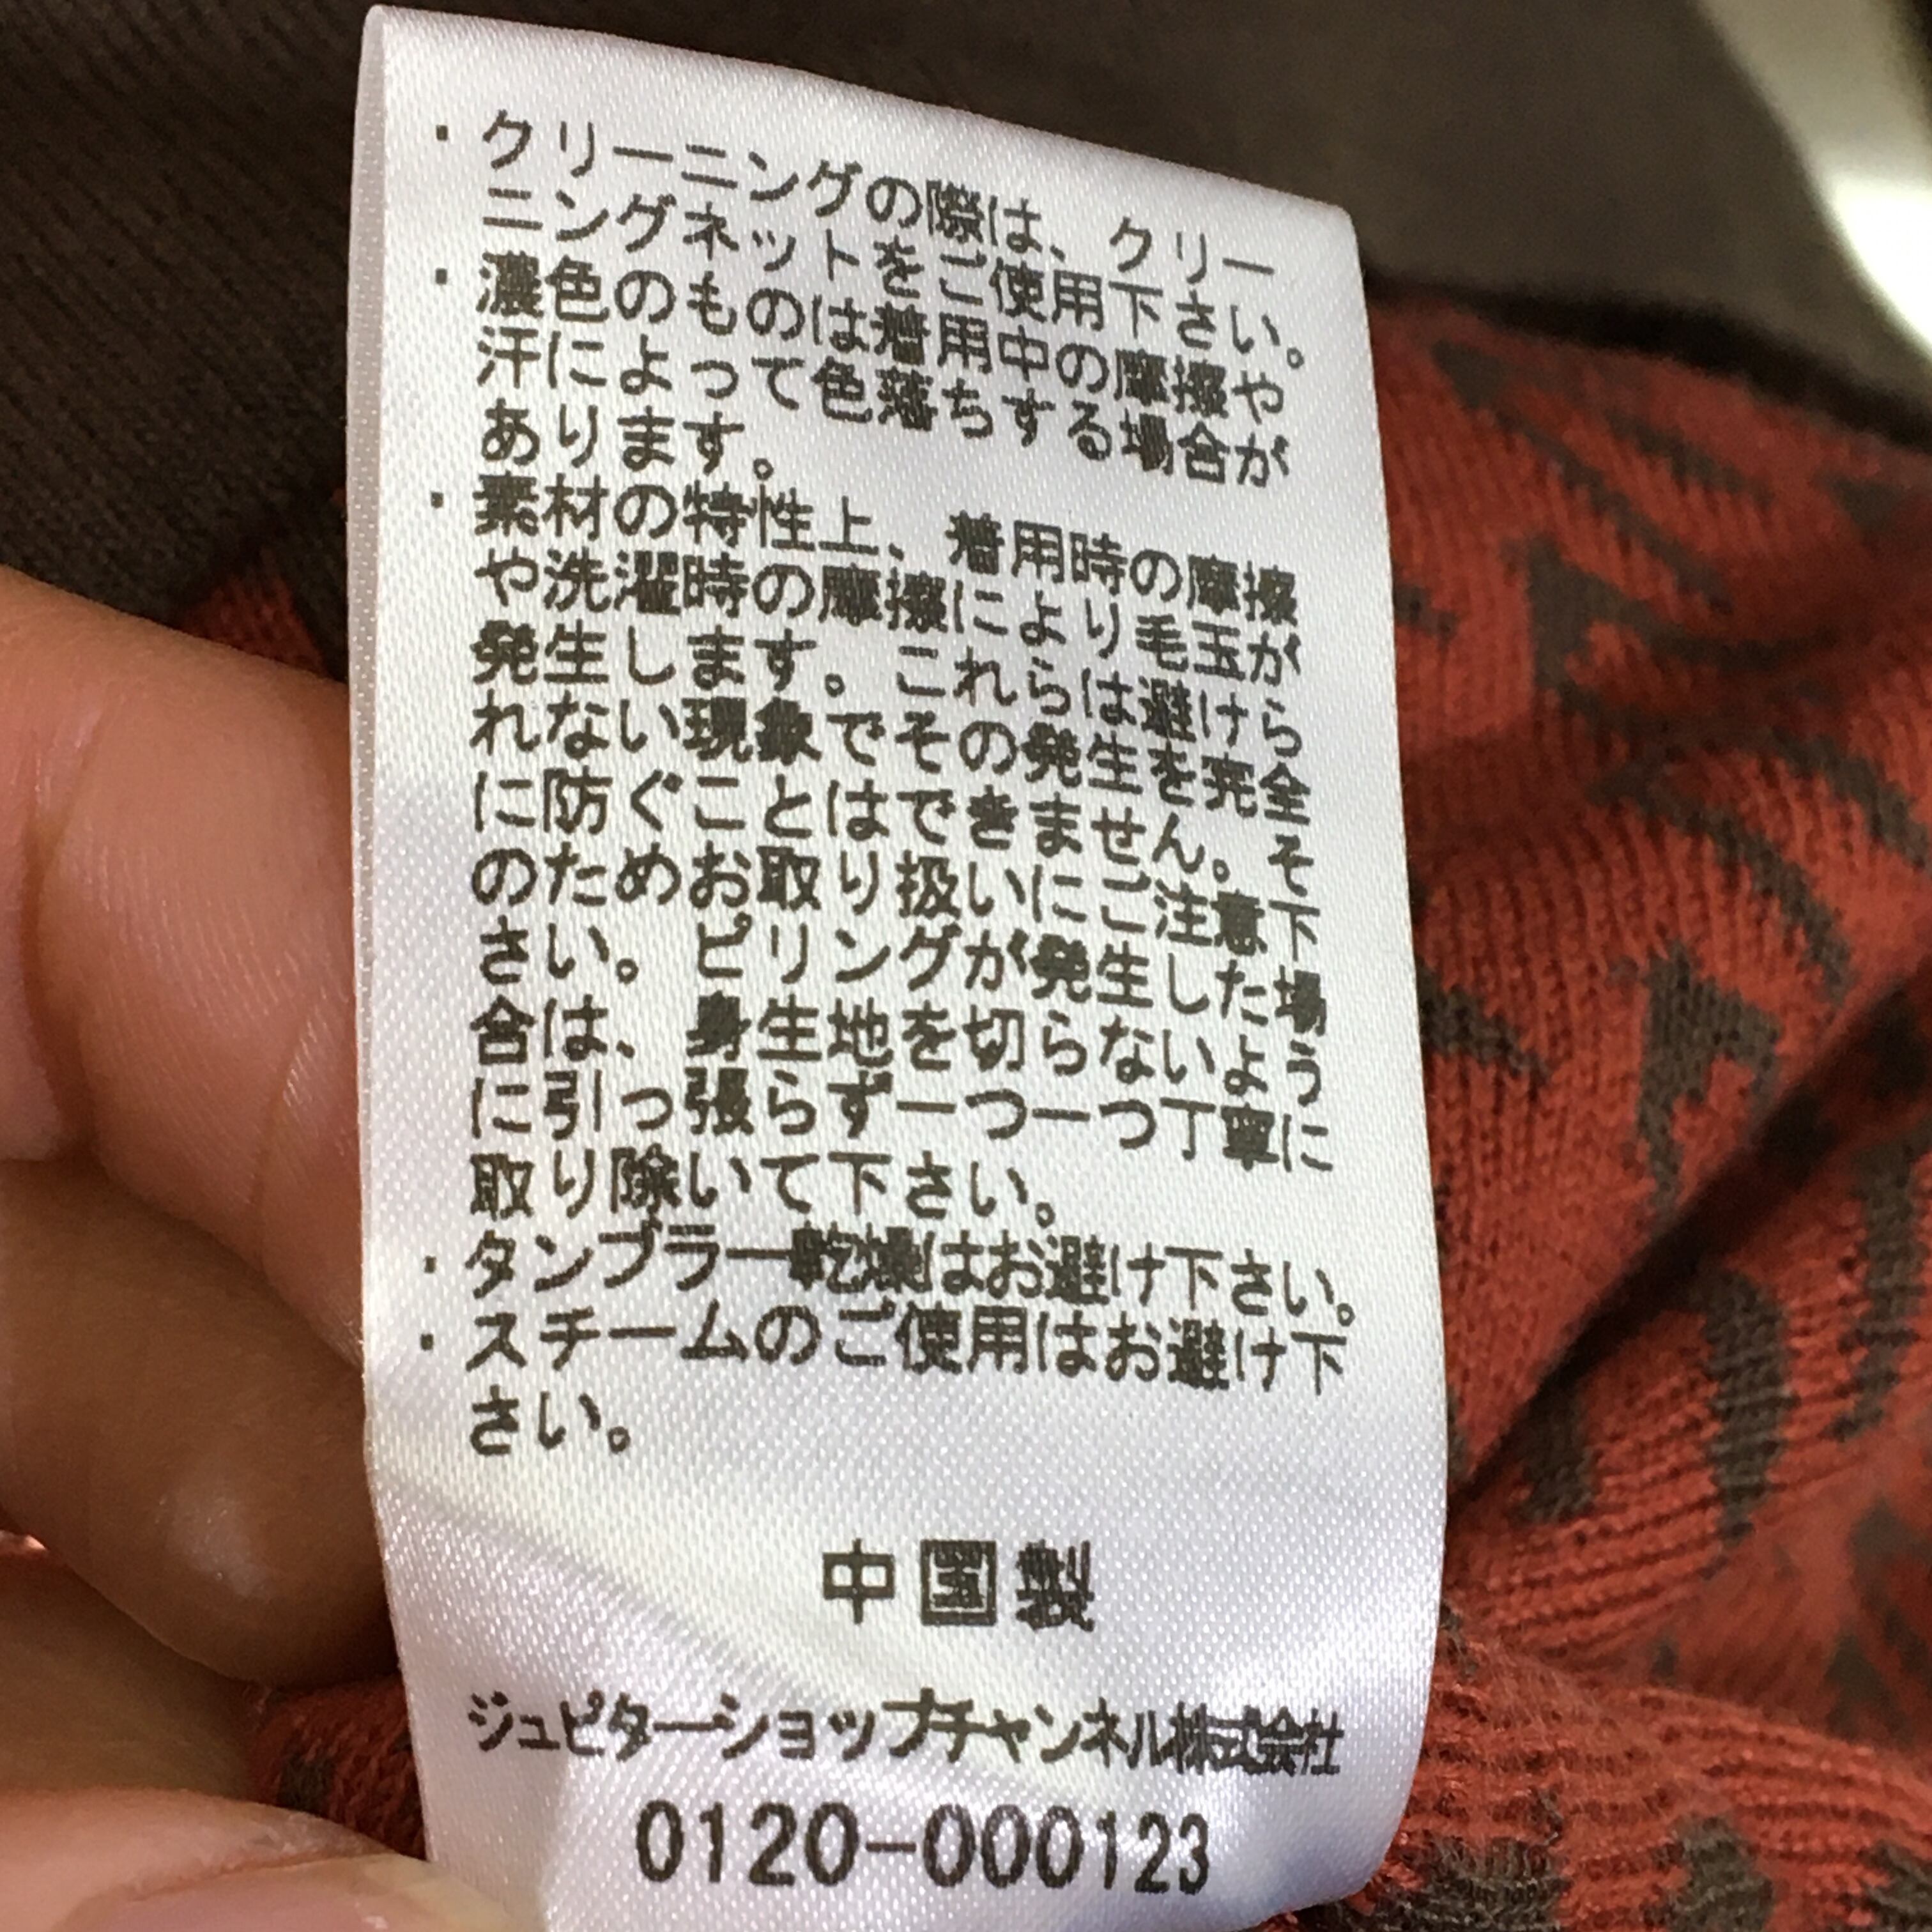 ・クリーニングの際は、クリー
ニングネットをご使用下さい。
・濃色のものは着用中の摩擦や
汗によって色落ちする場合が
あります。
・素材の特性上、着用時の摩擦
や洗濯時の摩擦により毛玉が
発生します。これらは避けら
れない現象でその発生を完全
に防ぐことはできません。そ
のためお取り扱いにご注意下
さい。ピリングが発生した場
合は、身生地を切らないよう
に引っ張らず一つ一つ丁寧に
取り除いて下さい。
・タンブラー乾燥はお避け下さい。
・スチームのご使用はお避け下
さい。
中国製
ジュピターショップチャンネル株式会社
0120-000123